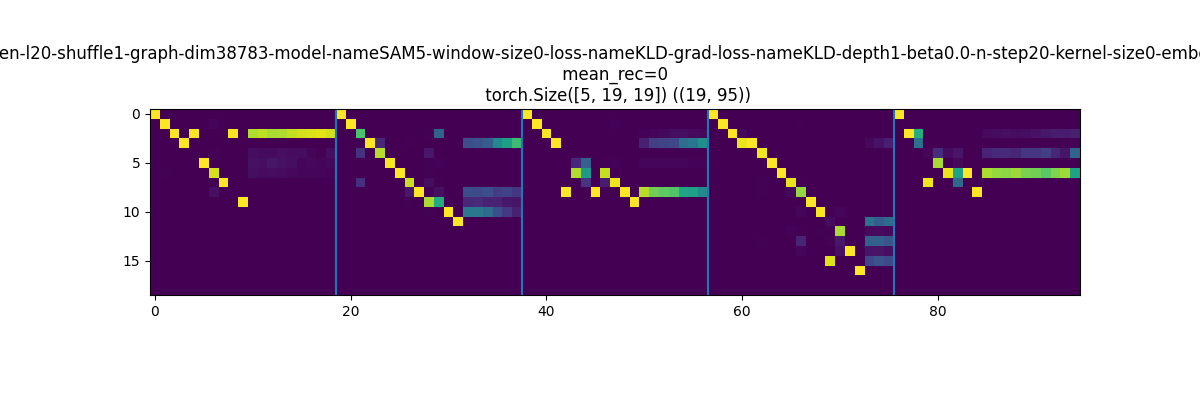 en-l20-shuffle1-graph-dim38783-model-nameSAM5-window-size0-loss-nameKLD-grad-loss-nameKLD-depth1-beta0.0-n-step20-kernel-size0-embe
mean_rec=0
torch.Size([5, 19, 19]) ((19, 95))
0
5
10
15
0 20 40 60 80